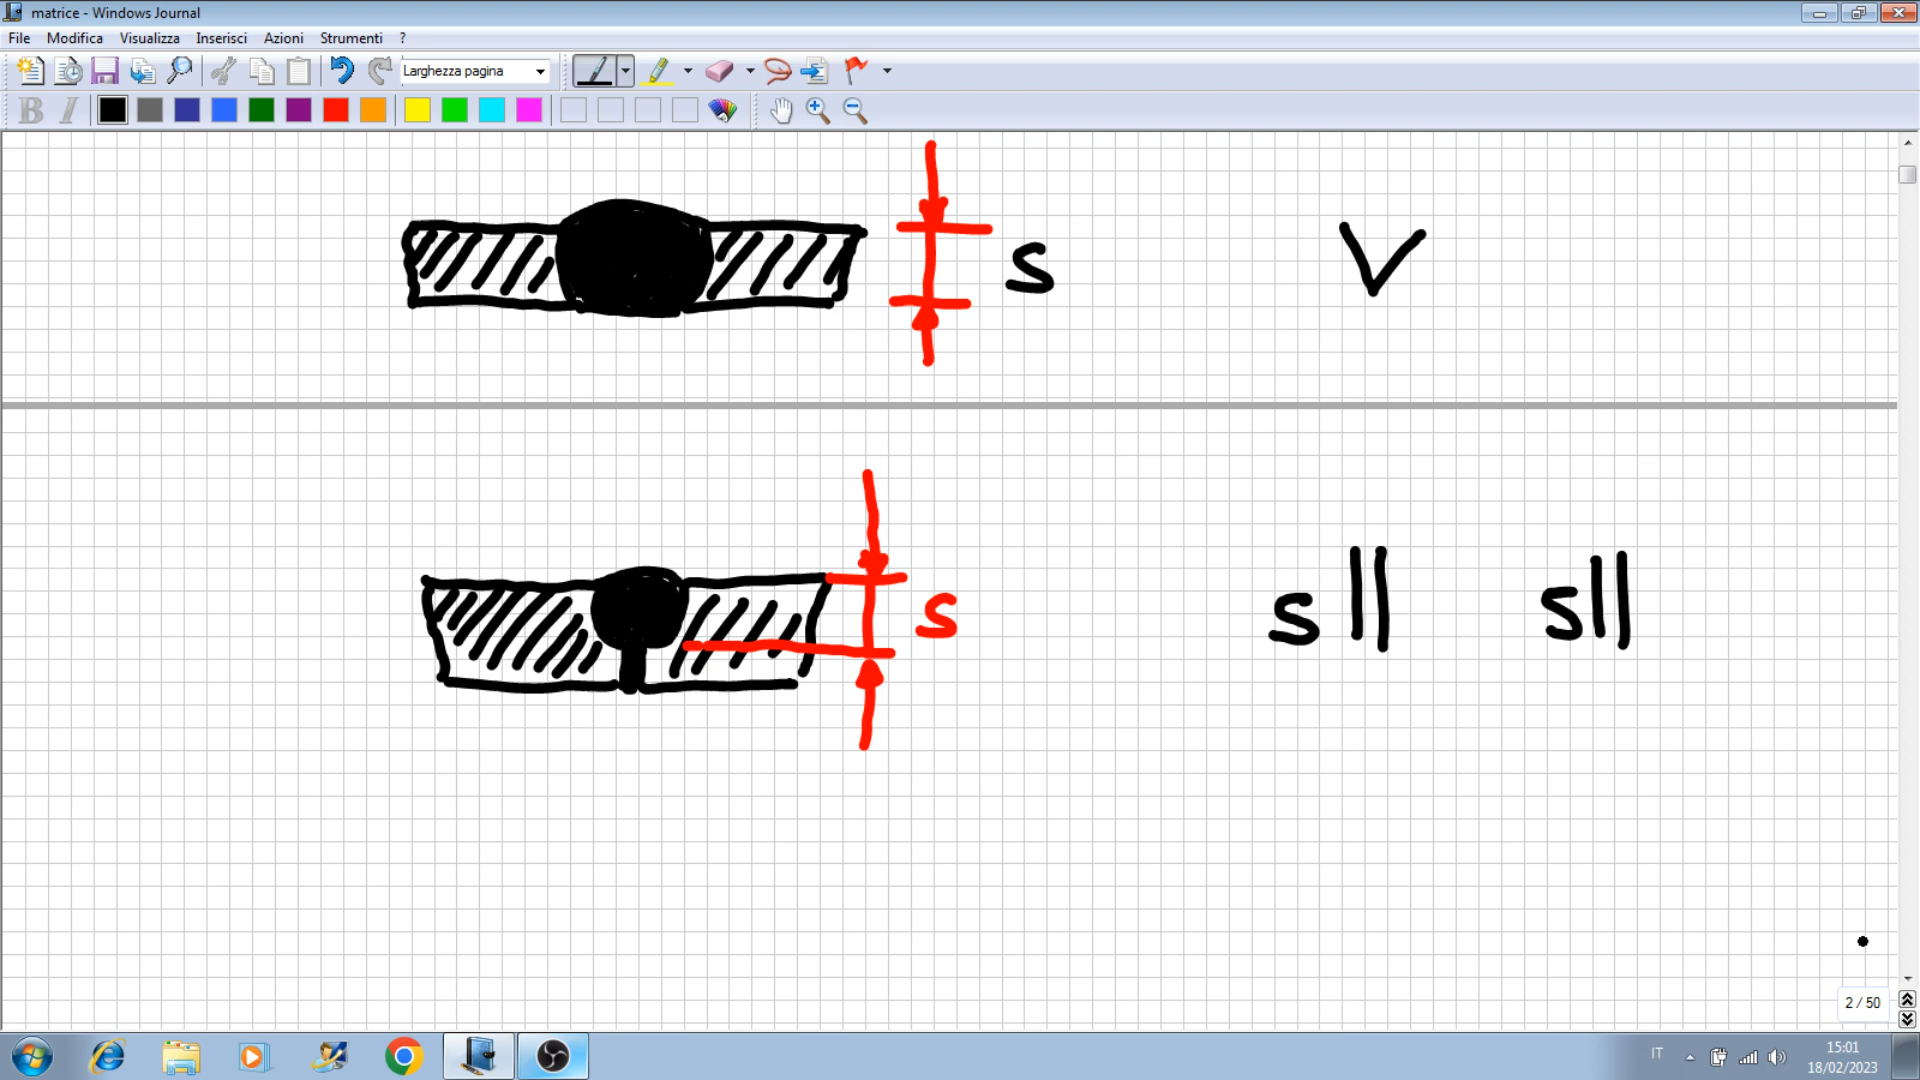 matrice - Windows Journal
File Modifica Visualizza Inserisci Azioni Strumenti ?
Larghezza pagina
B I
s V
s s || s ||
2 / 50
IT 15:01
18/02/2023